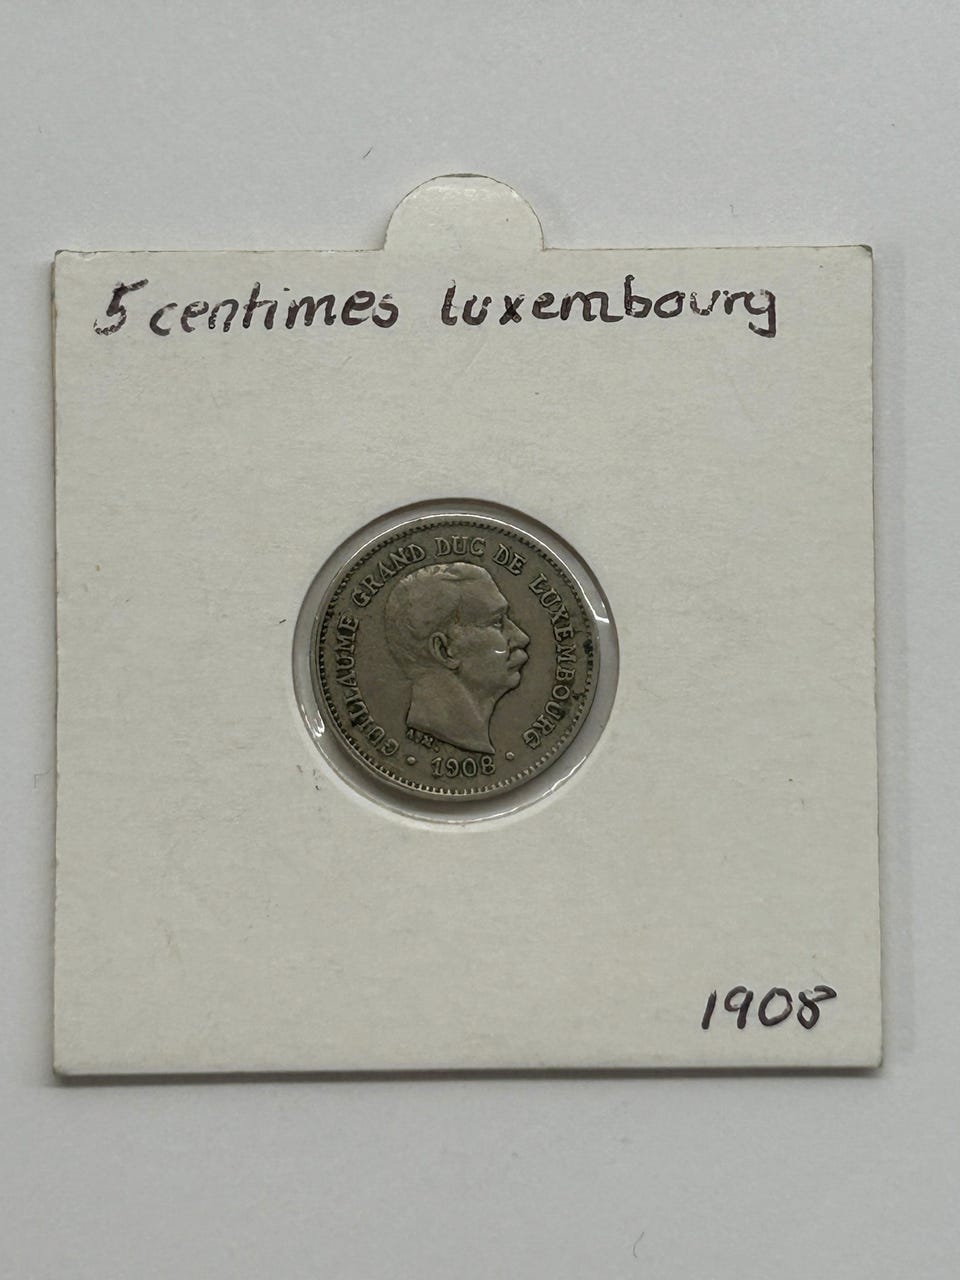 5 centimes luxembourg
GUILLAUME GRAND DUC DE LUXEMBOURG
• 1908 •
1908